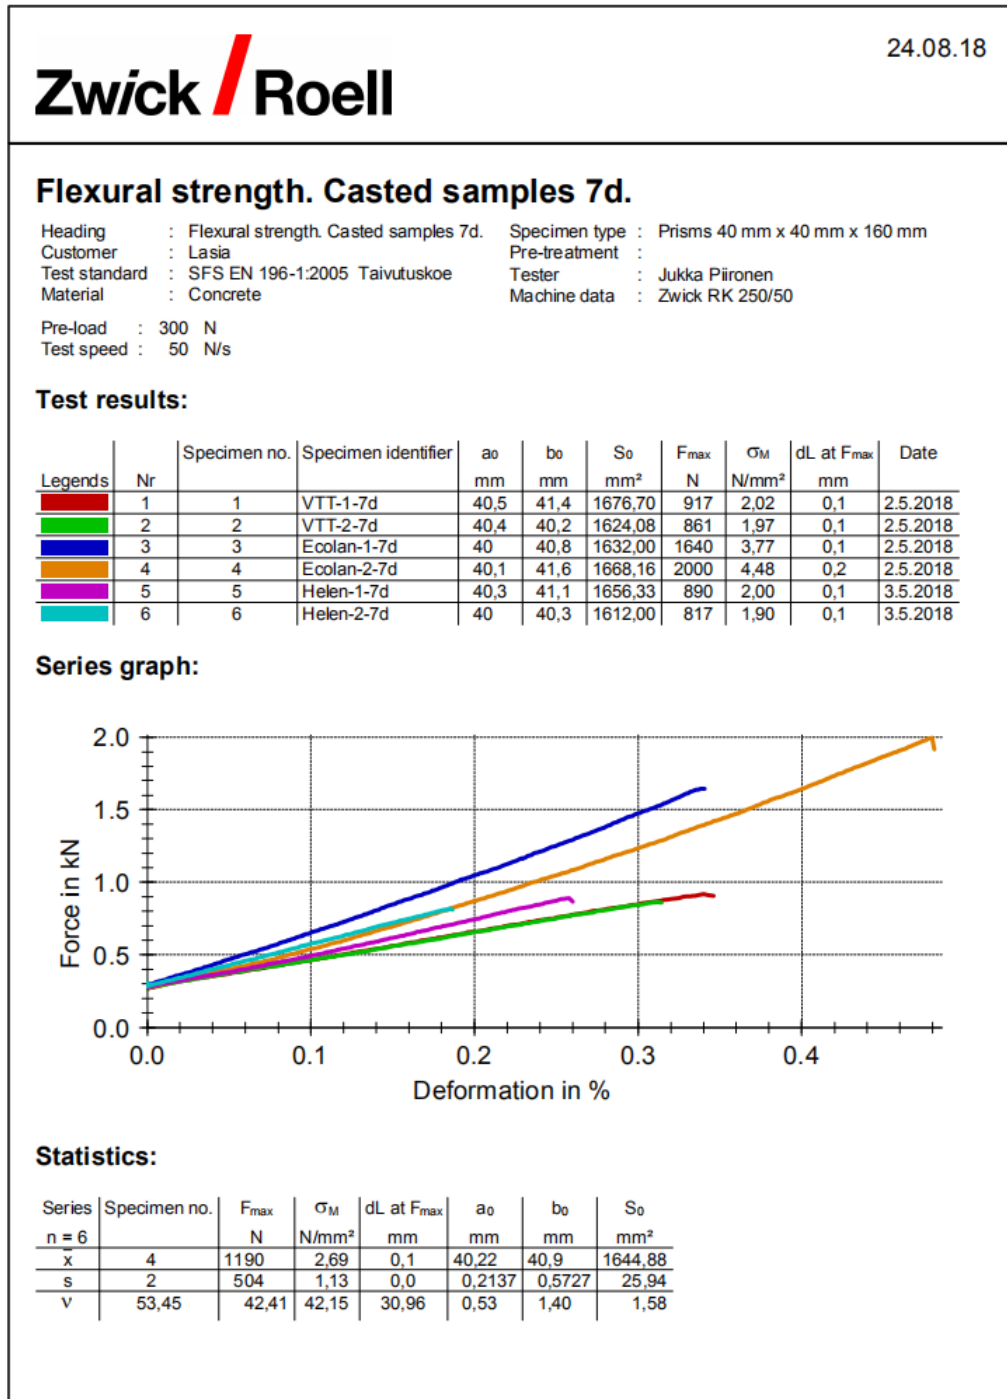 24.08.18
Zwick / Roell
Flexural strength. Casted samples 7d.
Heading : Flexural strength. Casted samples 7d. Specimen type : Prisms 40 mm x 40 mm x 160 mm
Customer : Lasia Pre-treatment :
Test standard : SFS EN 196-1:2005 Taivutuskoe Tester : Jukka Piironen
Material : Concrete Machine data : Zwick RK 250/50
Pre-load : 300 N
Test speed : 50 N/s
Test results:
Specimen no. Specimen identifier a0 b0 S0 Fmax σM dL at Fmax Date
Legends Nr mm mm mm² N N/mm² mm
1 1 VTT-1-7d 40,5 41,4 1676,70 917 2,02 0,1 2.5.2018
2 2 VTT-2-7d 40,4 40,2 1624,08 861 1,97 0,1 2.5.2018
3 3 Ecolan-1-7d 40 40,8 1632,00 1640 3,77 0,1 2.5.2018
4 4 Ecolan-2-7d 40,1 41,6 1668,16 2000 4,48 0,2 2.5.2018
5 5 Helen-1-7d 40,3 41,1 1656,33 890 2,00 0,1 3.5.2018
6 6 Helen-2-7d 40 40,3 1612,00 817 1,90 0,1 3.5.2018
Series graph:
2.0
1.5
1.0
0.5
0.0
Force in kN
0.0 0.1 0.2 0.3 0.4
Deformation in %
Statistics:
Series Specimen no. Fmax σM dL at Fmax a0 b0 S0
n = 6 N N/mm² mm mm mm mm²
x̄ 4 1190 2,69 0,1 40,22 40,9 1644,88
s 2 504 1,13 0,0 0,2137 0,5727 25,94
ν 53,45 42,41 42,15 30,96 0,53 1,40 1,58